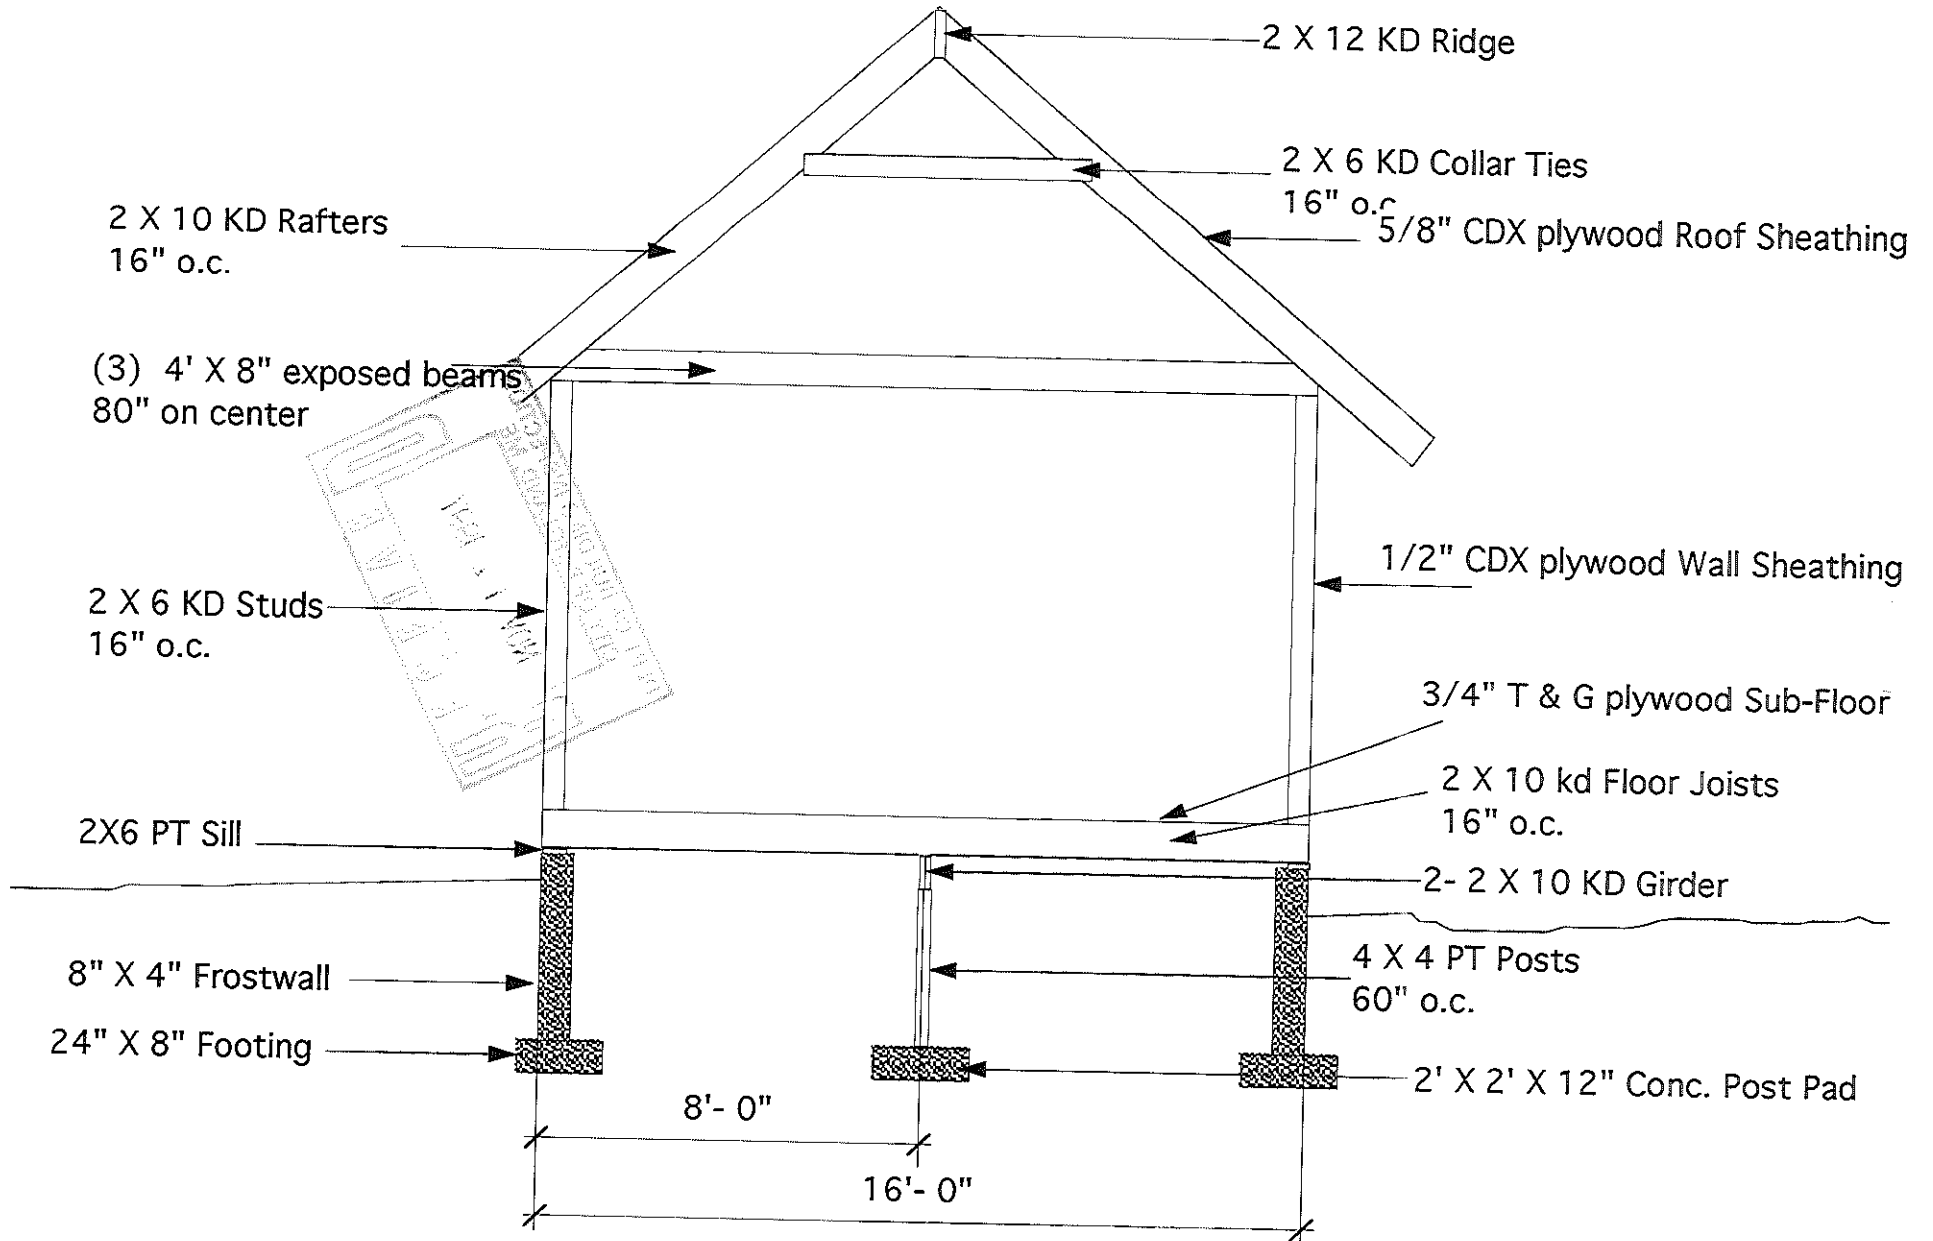 2 X 12 KD Ridge
2 X 6 KD Collar Ties
16" o.c
5/8" CDX plywood Roof Sheathing
2 X 10 KD Rafters
16" o.c.
(3) 4' X 8" exposed beams
80" on center
1/2" CDX plywood Wall Sheathing
2 X 6 KD Studs
16" o.c.
3/4" T & G plywood Sub-Floor
2 X 10 kd Floor Joists
16" o.c.
2X6 PT Sill
2- 2 X 10 KD Girder
8" X 4" Frostwall
4 X 4 PT Posts
60" o.c.
24" X 8" Footing
2' X 2' X 12" Conc. Post Pad
8'- 0"
16'- 0"